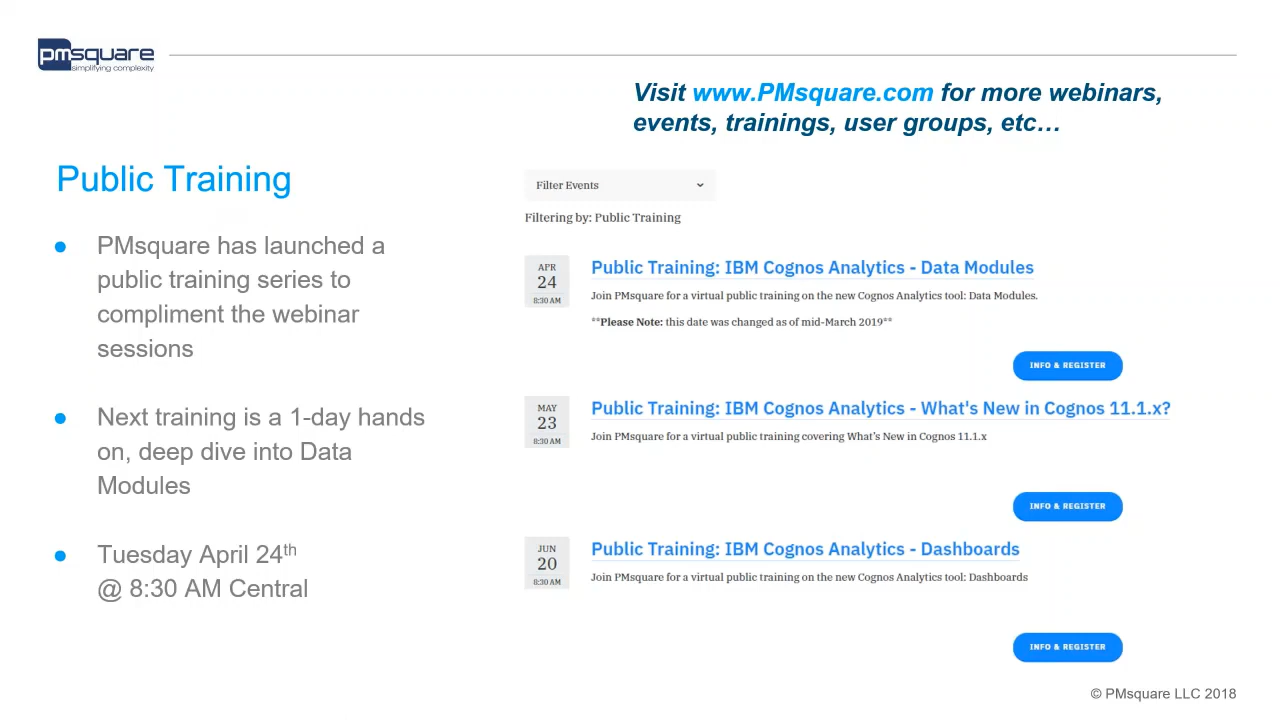 pmsquare
simplifying complexity
Visit www.PMsquare.com for more webinars,
events, trainings, user groups, etc…
Public Training
PMsquare has launched a
public training series to
compliment the webinar
sessions
Next training is a 1-day hands
on, deep dive into Data
Modules
Tuesday April 24th
@ 8:30 AM Central
Filter Events
Filtering by: Public Training
APR
24
8:30 AM
Public Training: IBM Cognos Analytics - Data Modules
Join PMsquare for a virtual public training on the new Cognos Analytics tool: Data Modules.
**Please Note: this date was changed as of mid-March 2019**
INFO & REGISTER
MAY
23
8:30 AM
Public Training: IBM Cognos Analytics - What's New in Cognos 11.1.x?
Join PMsquare for a virtual public training covering What's New in Cognos 11.1.x
INFO & REGISTER
JUN
20
8:30 AM
Public Training: IBM Cognos Analytics - Dashboards
Join PMsquare for a virtual public training on the new Cognos Analytics tool: Dashboards
INFO & REGISTER
© PMsquare LLC 2018